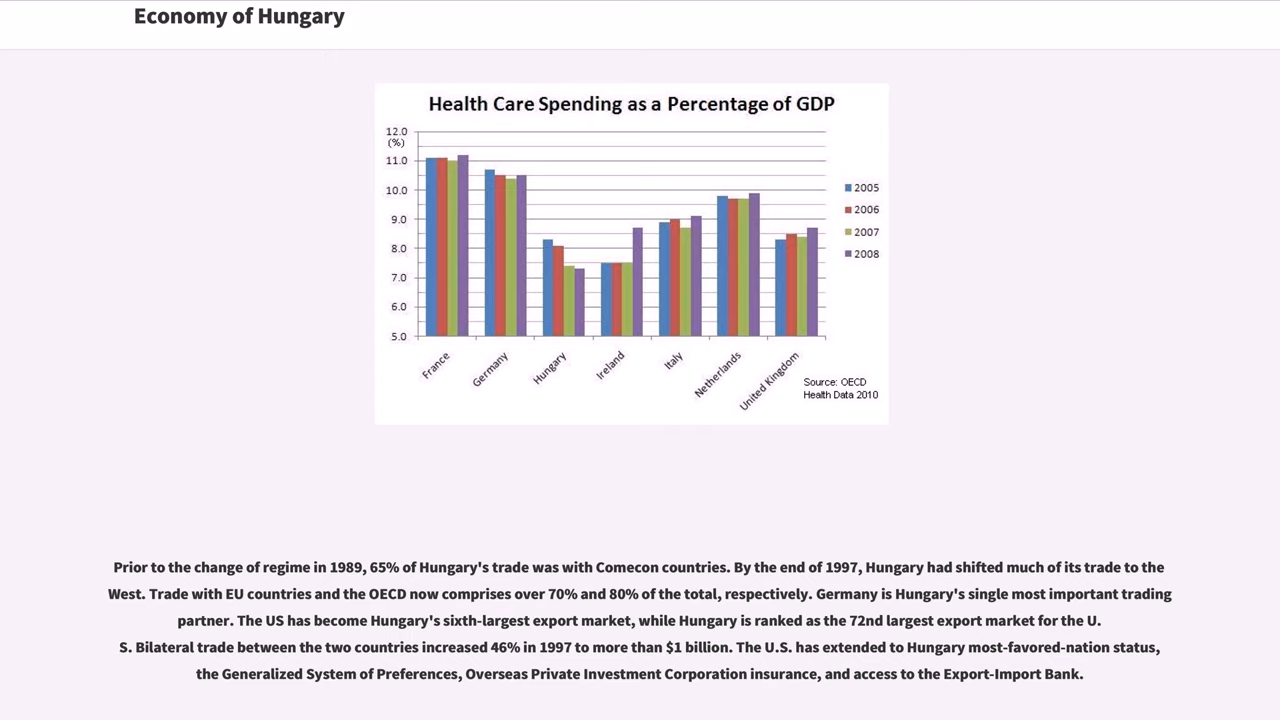 Economy of Hungary
Health Care Spending as a Percentage of GDP
12.0
(%)
11.0
10.0
9.0
8.0
7.0
6.0
5.0
2005
2006
2007
2008
France
Germany
Hungary
Ireland
Italy
Netherlands
United Kingdom
Source: OECD
Health Data 2010
Prior to the change of regime in 1989, 65% of Hungary's trade was with Comecon countries. By the end of 1997, Hungary had shifted much of its trade to the
West. Trade with EU countries and the OECD now comprises over 70% and 80% of the total, respectively. Germany is Hungary's single most important trading
partner. The US has become Hungary's sixth-largest export market, while Hungary is ranked as the 72nd largest export market for the U.
S. Bilateral trade between the two countries increased 46% in 1997 to more than $1 billion. The U.S. has extended to Hungary most-favored-nation status,
the Generalized System of Preferences, Overseas Private Investment Corporation insurance, and access to the Export-Import Bank.